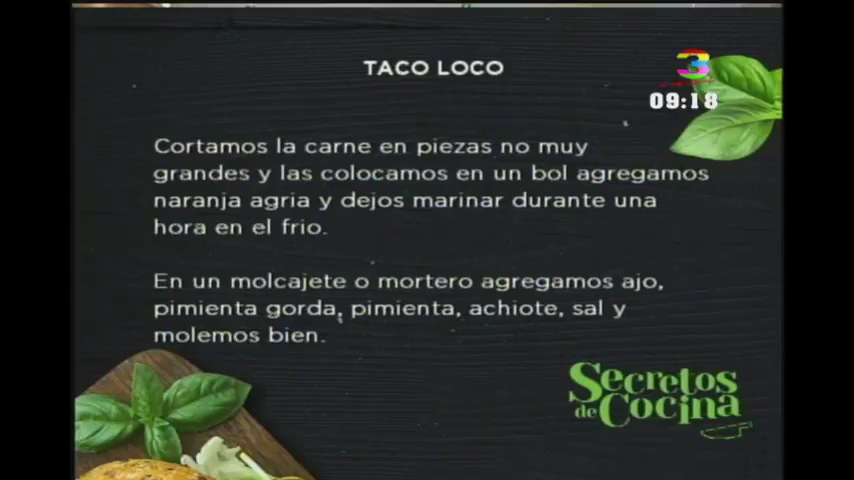 TACO LOCO
3
09:18
Cortamos la carne en piezas no muy
grandes y las colocamos en un bol agregamos
naranja agria y dejos marinar durante una
hora en el frio.
En un molcajete o mortero agregamos ajo,
pimienta gorda, pimienta, achiote, sal y
molemos bien.
Secretos
de Cocina